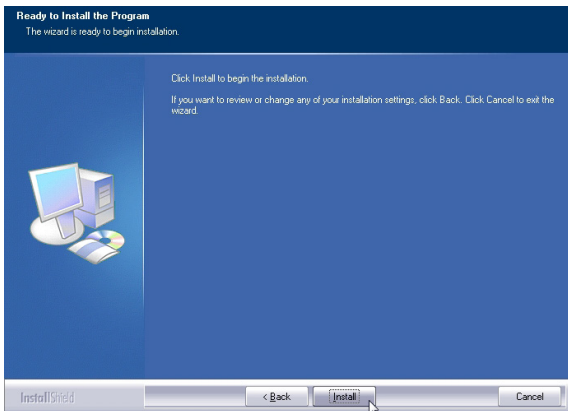 Ready to Install the Program
The wizard is ready to begin installation.
Click Install to begin the installation.
If you want to review or change any of your installation settings, click Back. Click Cancel to exit the
wizard.
InstallShield
< Back
Install
Cancel